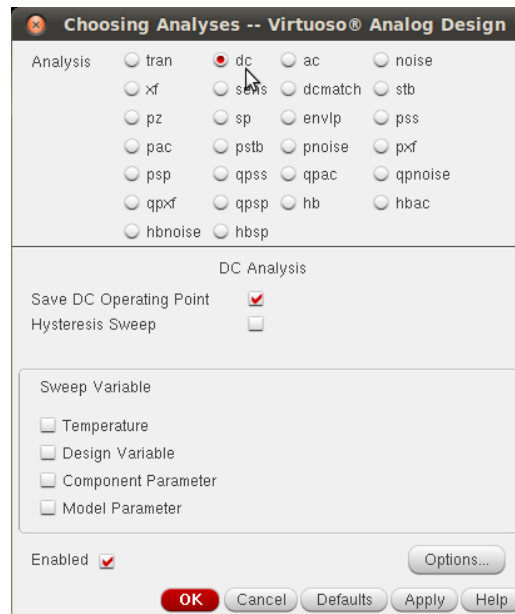 Choosing Analyses -- Virtuoso® Analog Design
Analysis tran dc ac noise
xf sens dcmatch stb
pz sp envlp pss
pac pstb pnoise pxf
psp qpss qpac qpnoise
qpxf qpsp hb hbac
hbnoise hbsp
DC Analysis
Save DC Operating Point
Hysteresis Sweep
Sweep Variable
Temperature
Design Variable
Component Parameter
Model Parameter
Enabled Options...
OK Cancel Defaults Apply Help